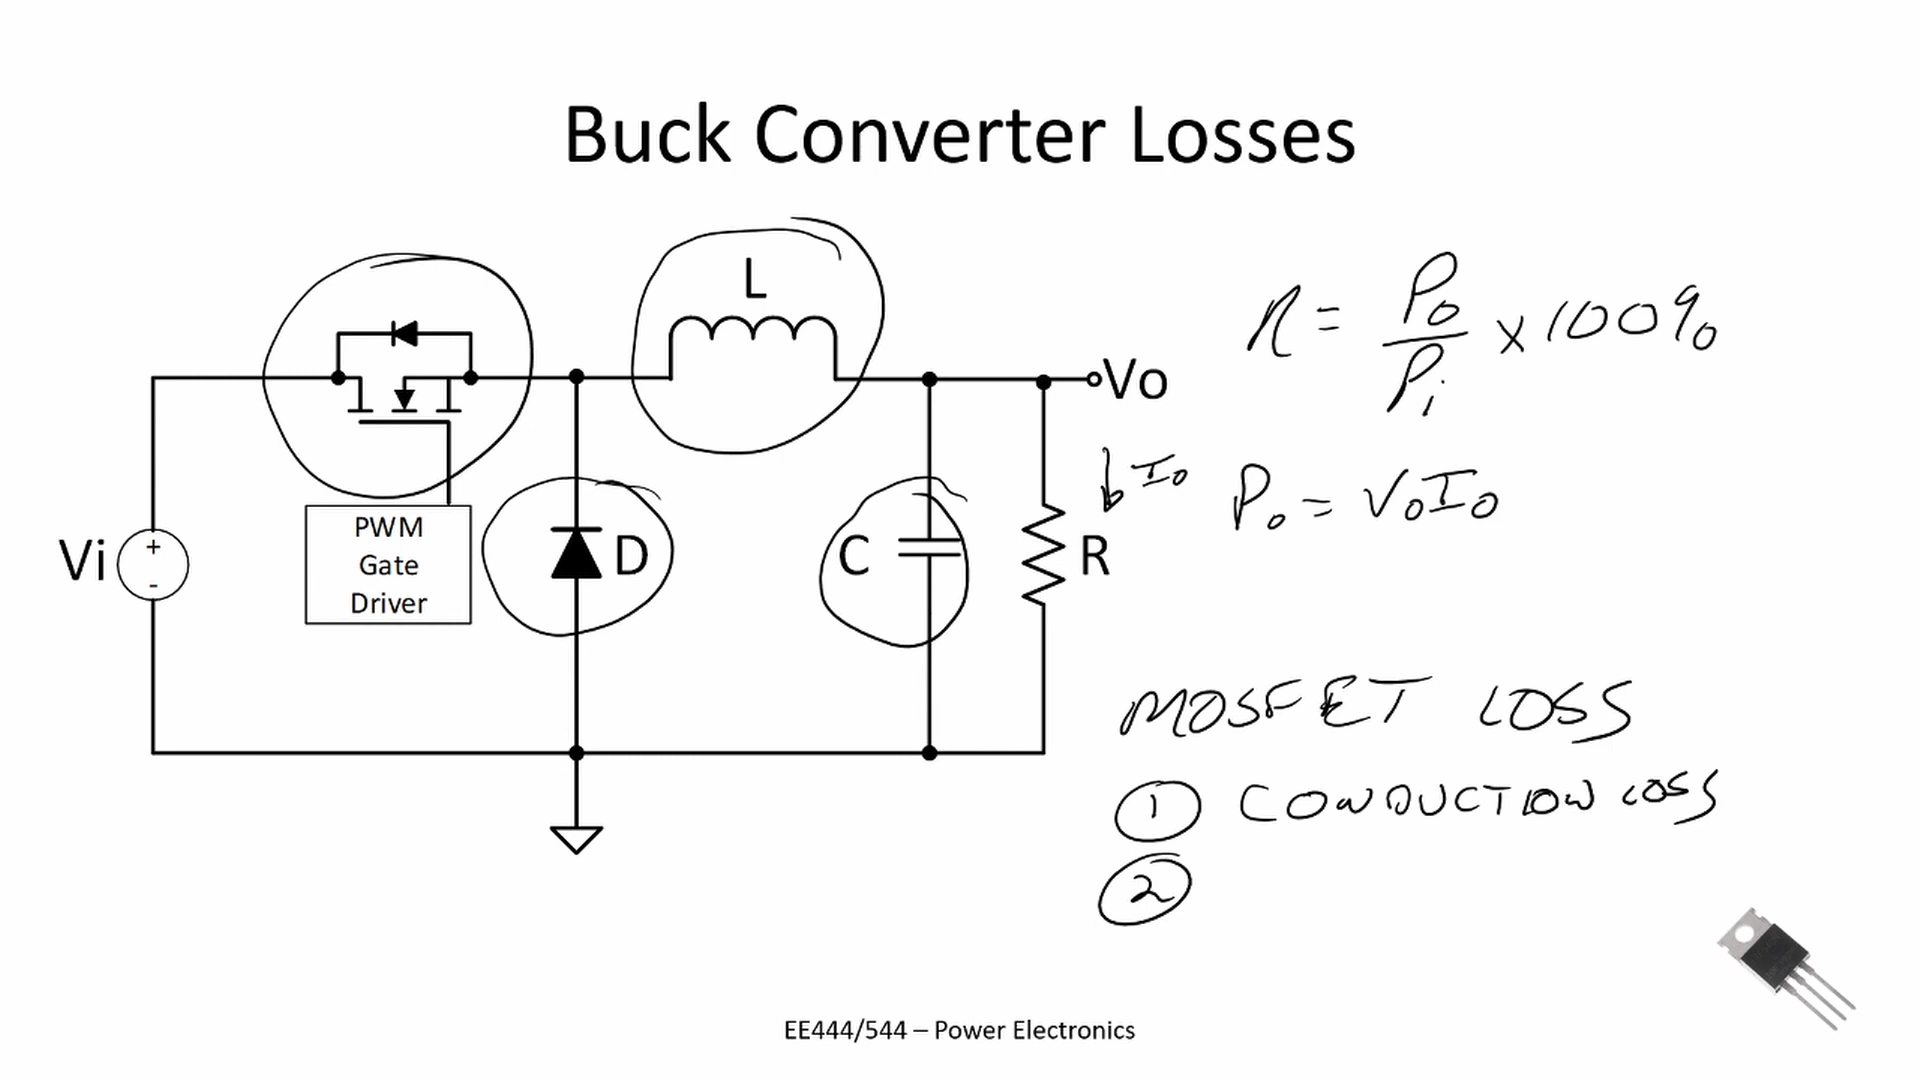 Buck Converter Losses
L
η = Po/Pi × 100%
Vo
Io
Po = VoIo
PWM
Gate
Driver
Vi
+
-
D
C
R
MOSFET LOSS
① CONDUCTION LOSS
②
EE444/544 – Power Electronics